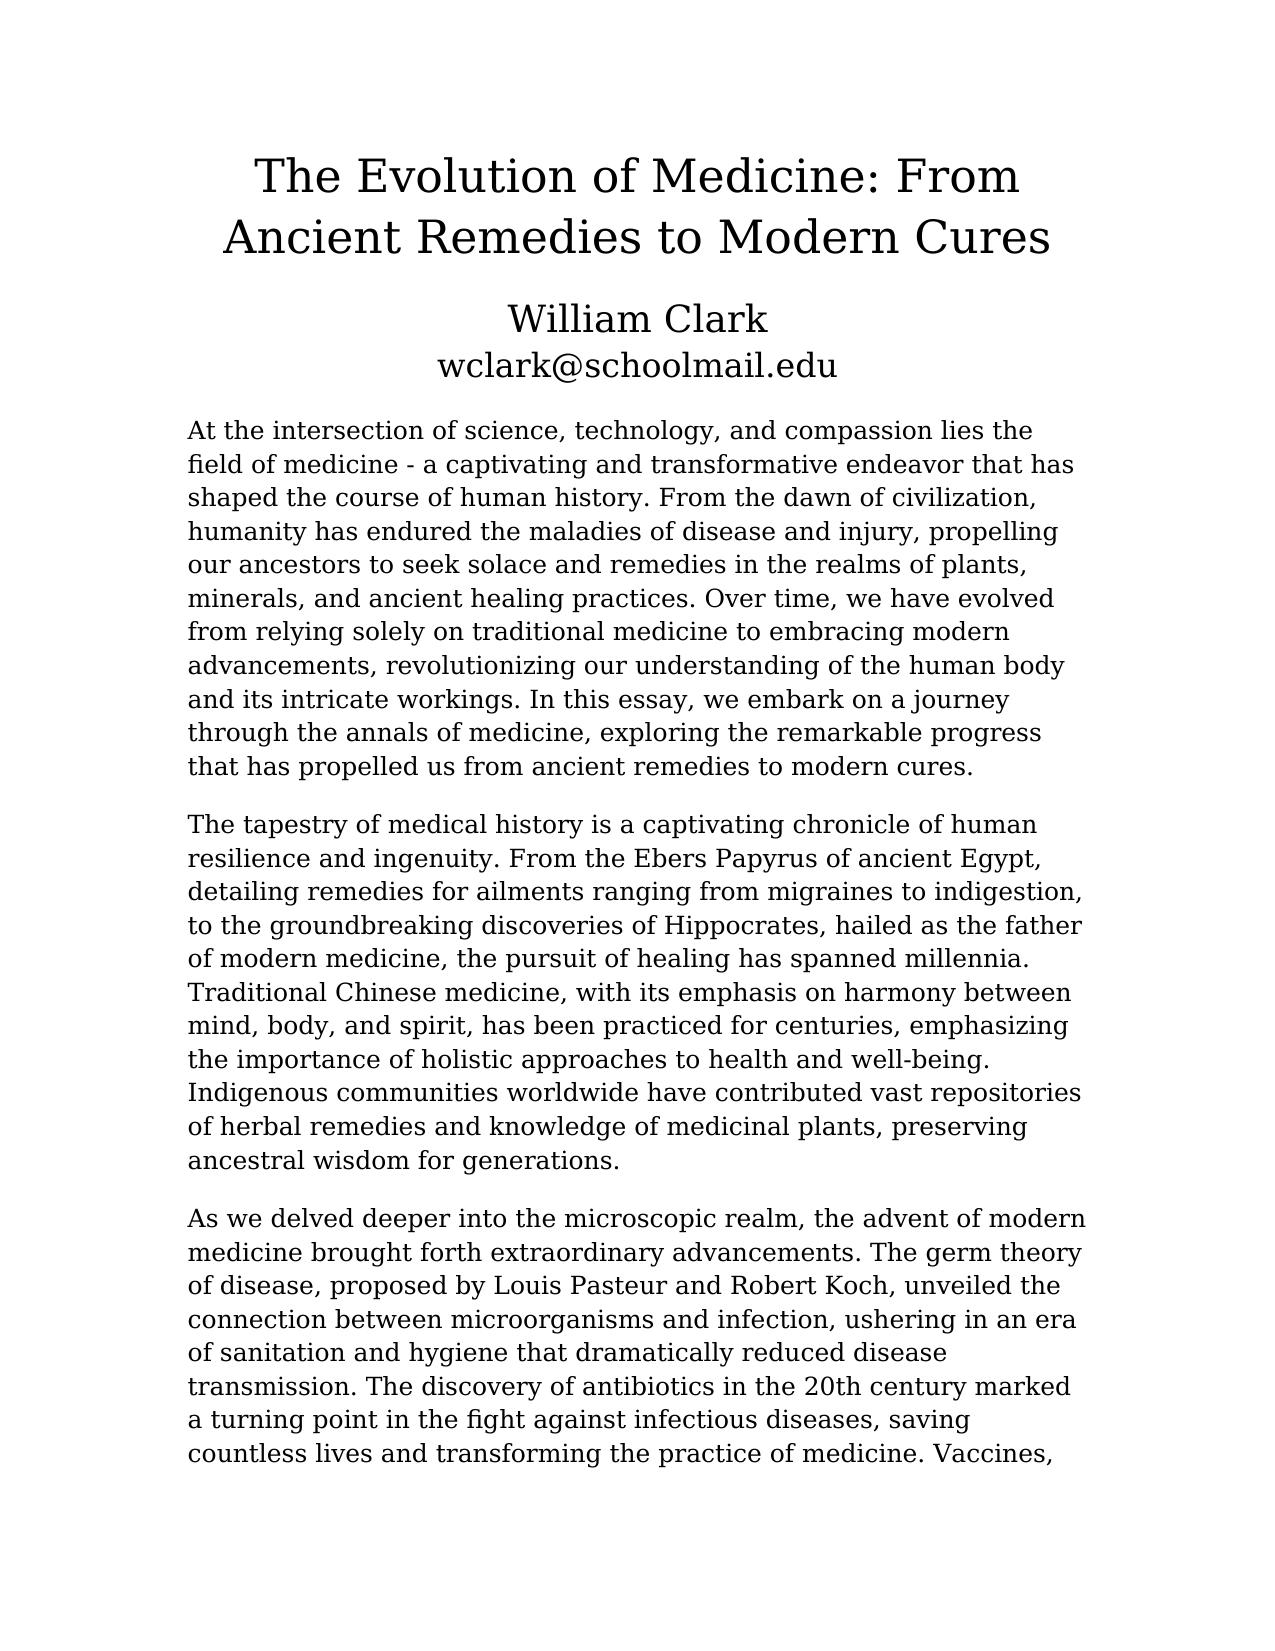 The Evolution of Medicine: From
Ancient Remedies to Modern Cures
William Clark
wclark@schoolmail.edu
At the intersection of science, technology, and compassion lies the
field of medicine - a captivating and transformative endeavor that has
shaped the course of human history. From the dawn of civilization,
humanity has endured the maladies of disease and injury, propelling
our ancestors to seek solace and remedies in the realms of plants,
minerals, and ancient healing practices. Over time, we have evolved
from relying solely on traditional medicine to embracing modern
advancements, revolutionizing our understanding of the human body
and its intricate workings. In this essay, we embark on a journey
through the annals of medicine, exploring the remarkable progress
that has propelled us from ancient remedies to modern cures.
The tapestry of medical history is a captivating chronicle of human
resilience and ingenuity. From the Ebers Papyrus of ancient Egypt,
detailing remedies for ailments ranging from migraines to indigestion,
to the groundbreaking discoveries of Hippocrates, hailed as the father
of modern medicine, the pursuit of healing has spanned millennia.
Traditional Chinese medicine, with its emphasis on harmony between
mind, body, and spirit, has been practiced for centuries, emphasizing
the importance of holistic approaches to health and well-being.
Indigenous communities worldwide have contributed vast repositories
of herbal remedies and knowledge of medicinal plants, preserving
ancestral wisdom for generations.
As we delved deeper into the microscopic realm, the advent of modern
medicine brought forth extraordinary advancements. The germ theory
of disease, proposed by Louis Pasteur and Robert Koch, unveiled the
connection between microorganisms and infection, ushering in an era
of sanitation and hygiene that dramatically reduced disease
transmission. The discovery of antibiotics in the 20th century marked
a turning point in the fight against infectious diseases, saving
countless lives and transforming the practice of medicine. Vaccines,